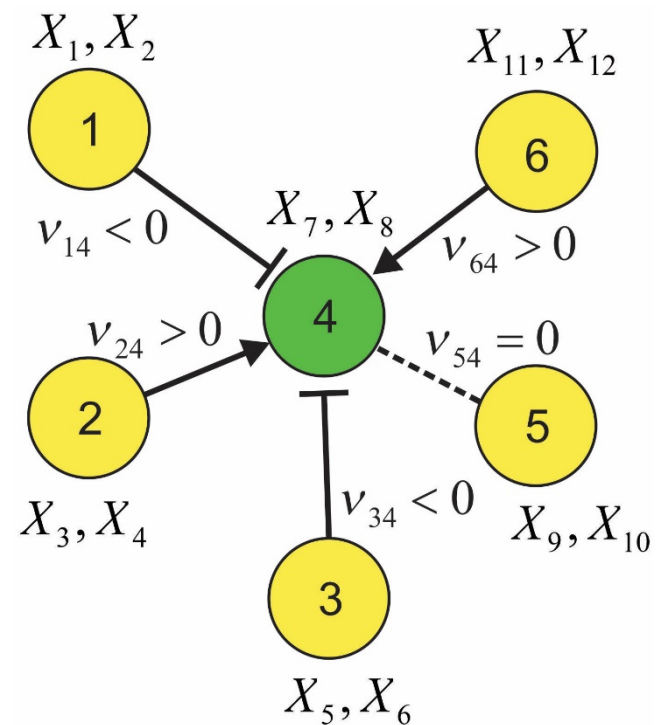 X₁, X₂
1
ν₁₄ < 0
X₁₁, X₁₂
6
ν₆₄ > 0
X₇, X₈
4
ν₂₄ > 0
2
X₃, X₄
ν₅₄ = 0
5
X₉, X₁₀
ν₃₄ < 0
3
X₅, X₆